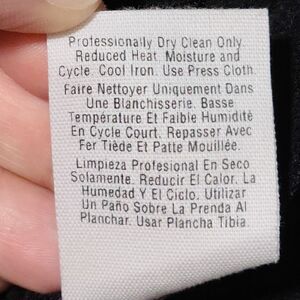 Professionally Dry Clean Only
Reduced Heat. Moisture and
Cycle. Cool Iron. Use Press Cloth.
Faire Nettoyer Uniquement Dans
Une Blanchisserie. Basse
Température Et Faible Humidité
En Cycle Court. Repasser Avec
Fer Tiède Et Patte Mouillée.
Limpieza Profesional En Seco
Solamente. Reducir El Calor. La
Humedad Y El Ciclo. Utilizar
Un Paño Sobre La Prenda Al
Planchar. Usar Plancha Tibia.